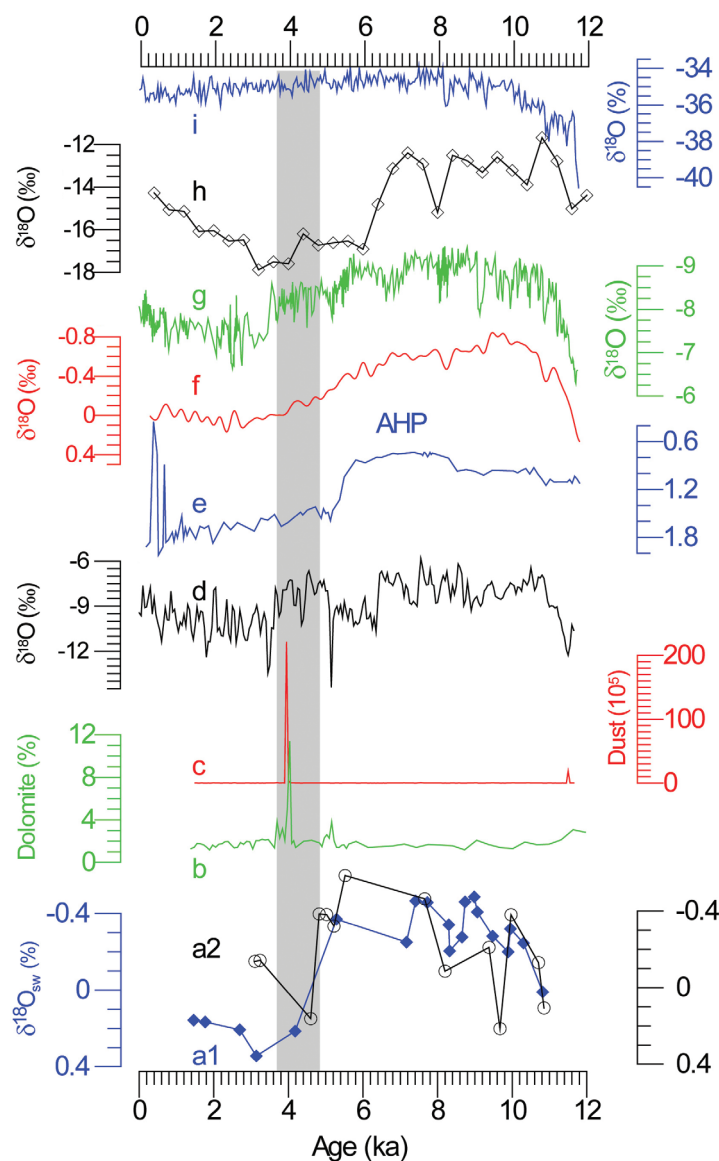 0 2 4 6 8 10 12
-34
-36
-38
-40
δ¹⁸O (%)
i
-12
-14
-16
-18
δ¹⁸O (‰)
h
-9
-8
-7
-6
δ¹⁸O (‰)
g
-0.8
-0.4
0
0.4
δ¹⁸O (‰)
f
AHP
0.6
1.2
1.8
e
-6
-9
-12
δ¹⁸O (‰)
d
200
100
0
Dust (10⁵)
c
12
8
4
0
Dolomite (%)
b
-0.4
0
0.4
δ¹⁸Osw (%)
a2
a1
-0.4
0
0.4
0 2 4 6 8 10 12
Age (ka)